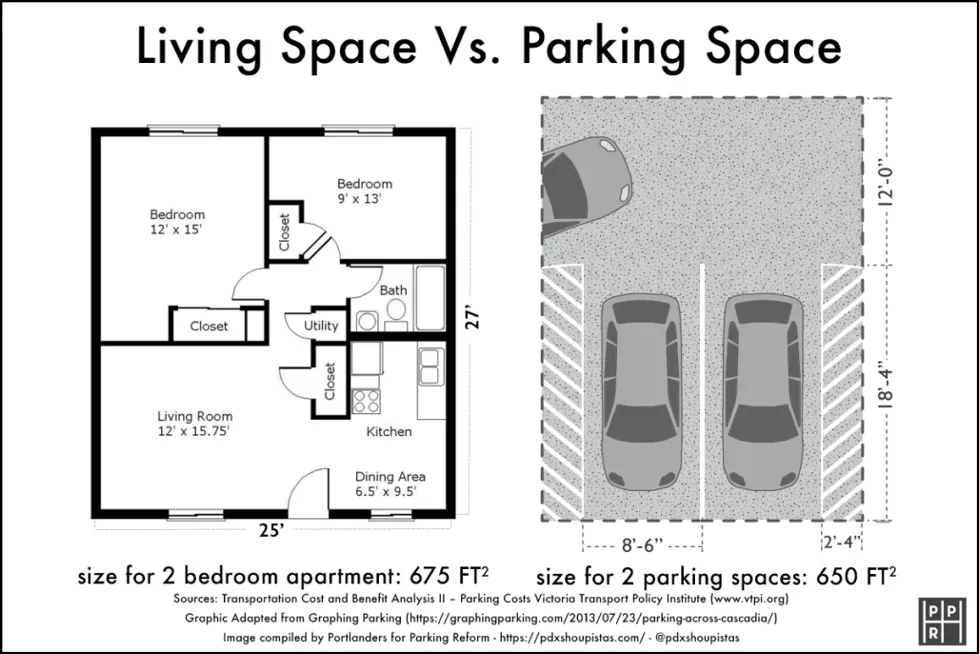 Living Space Vs. Parking Space
Bedroom
12' x 15'
Bedroom
9' x 13'
Closet
Bath
Closet
Utility
Closet
Living Room
12' x 15.75'
Kitchen
Dining Area
6.5' x 9.5'
27’
25’
12’-0”
18’-4”
8’-6”
2’-4”
size for 2 bedroom apartment: 675 FT²
size for 2 parking spaces: 650 FT²
Sources: Transportation Cost and Benefit Analysis II – Parking Costs Victoria Transport Policy Institute (www.vtpi.org)
Graphic Adapted from Graphing Parking (https://graphingparking.com/2013/07/23/parking-across-cascadia/)
Image compiled by Portlanders for Parking Reform - https://pdxshoupistas.com/ - @pdxshoupistas
P P
R